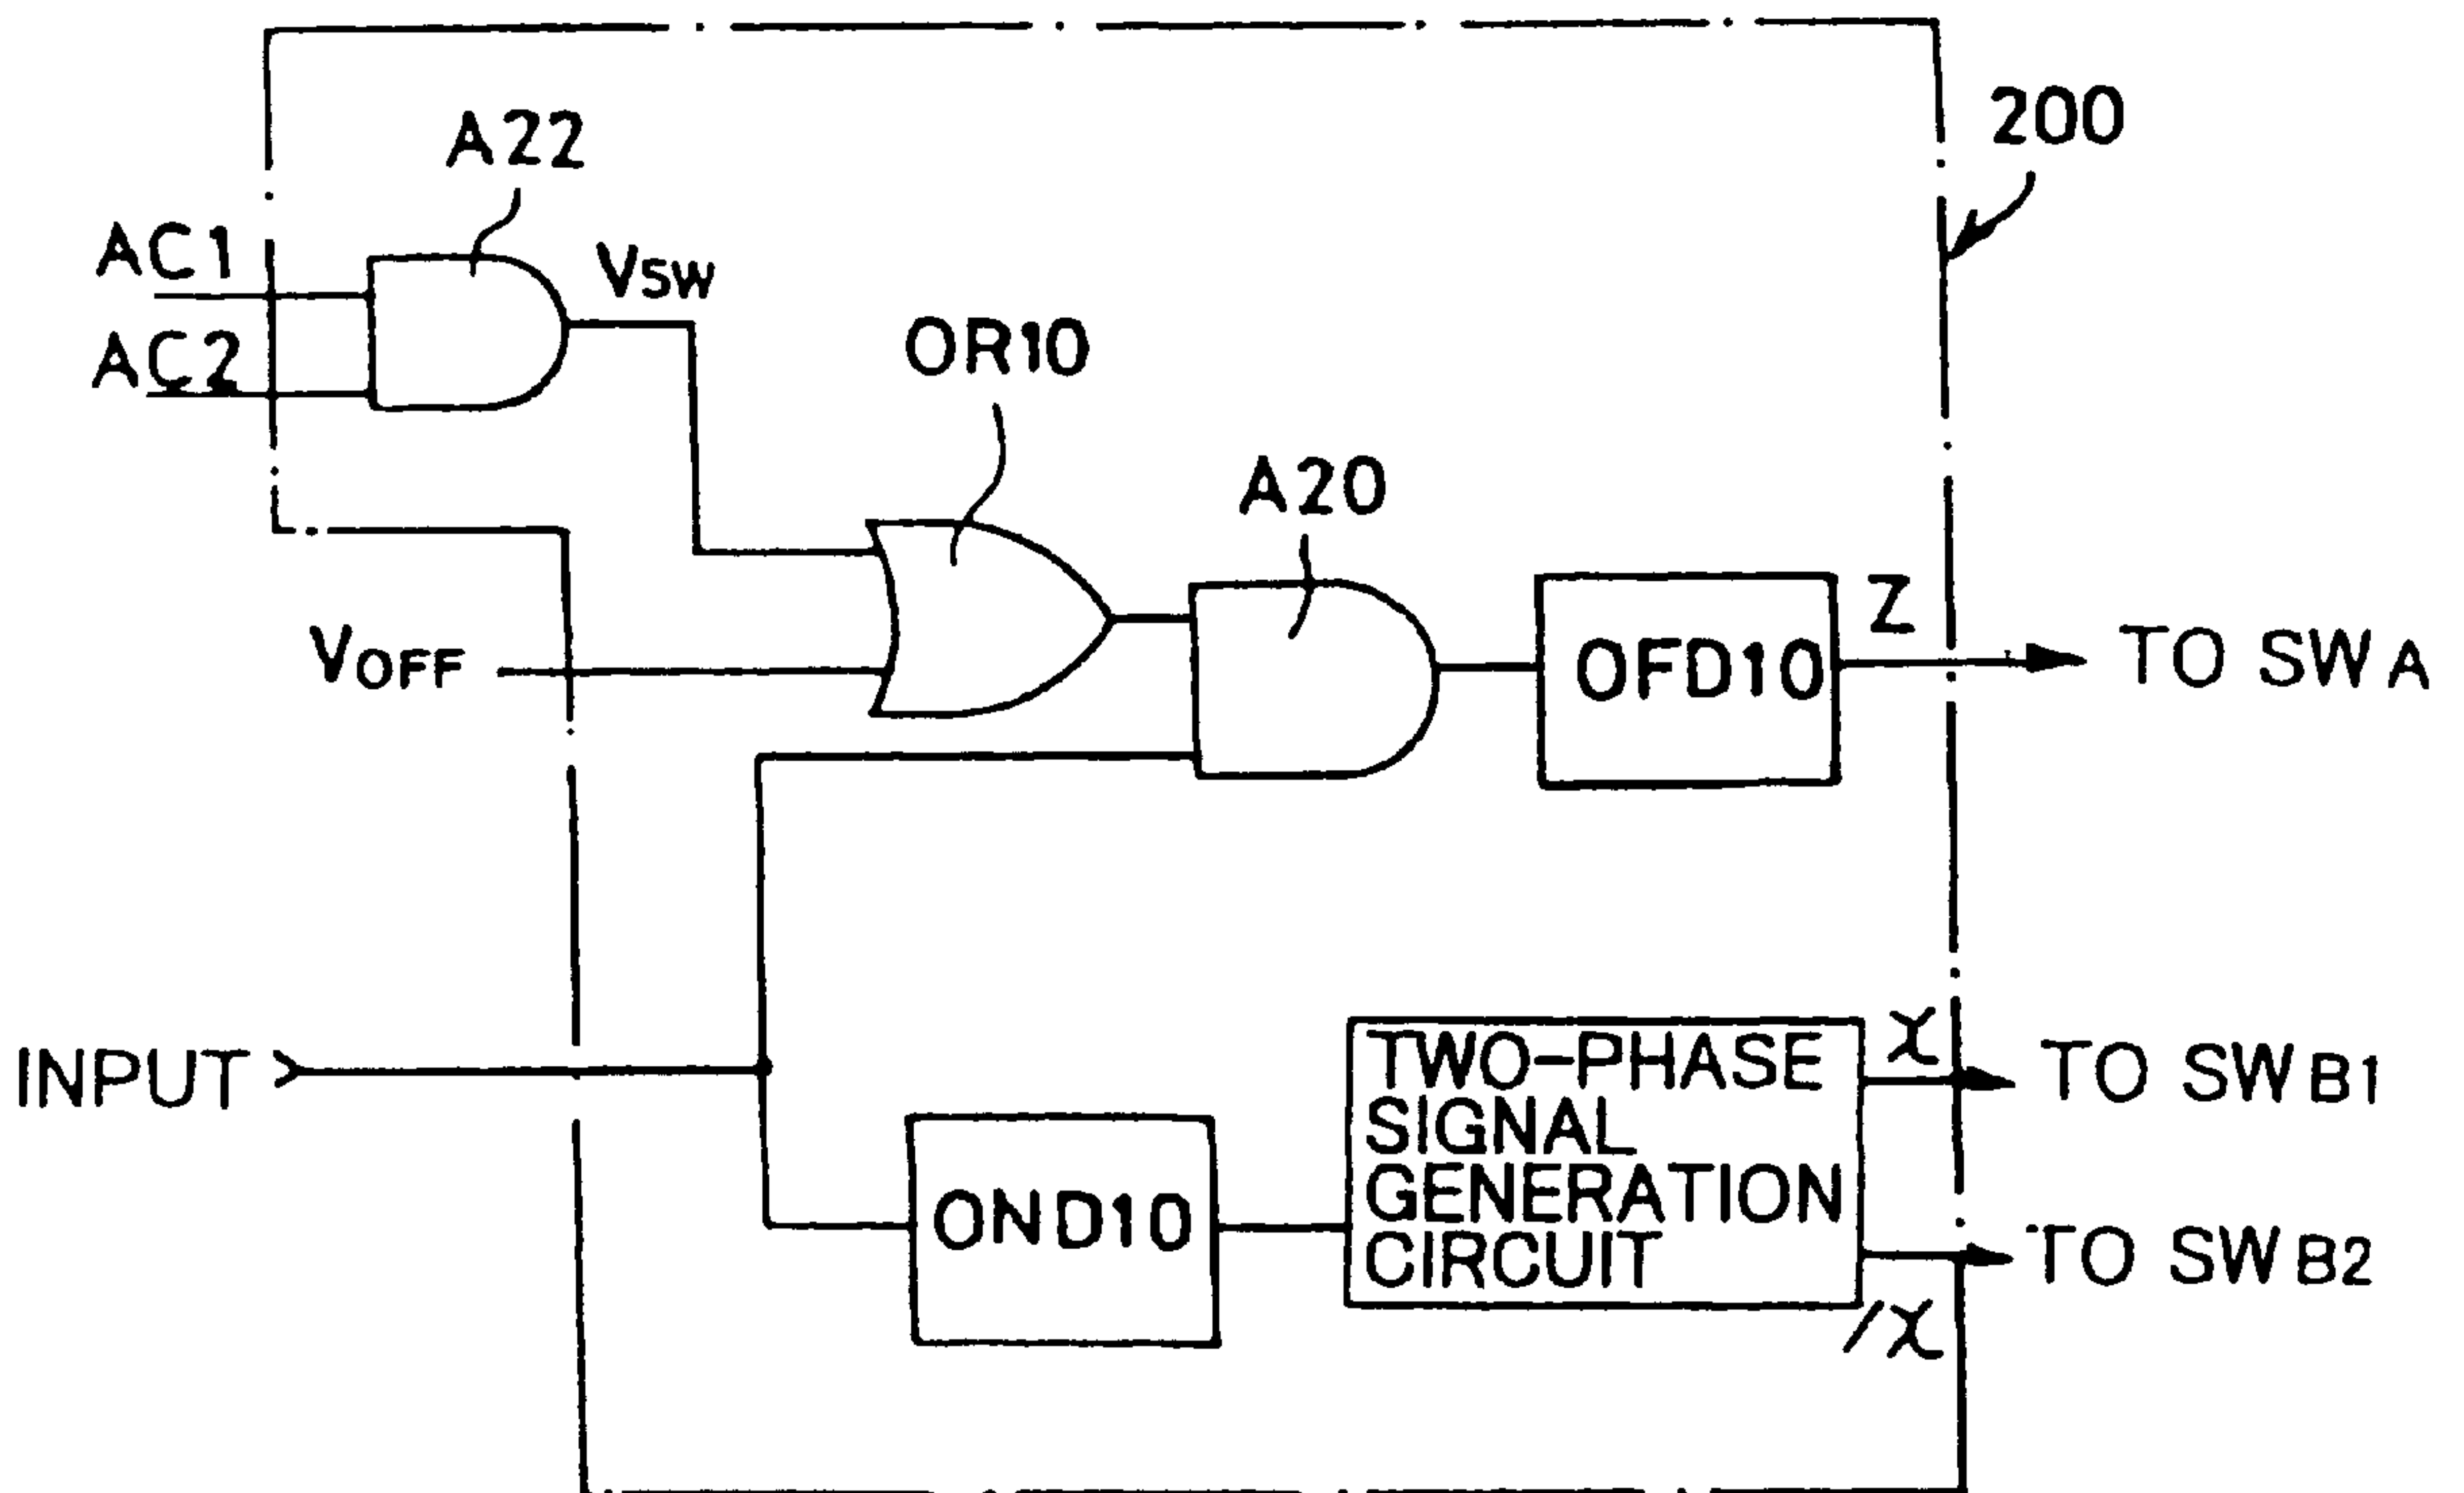 A22
200
AC1
VSW
AC2
OR10
A20
Z
VOFF
OFD10
TO SWA
INPUT
TWO-PHASE
SIGNAL
GENERATION
CIRCUIT
X
TO SWB1
OND10
TO SWB2
/X